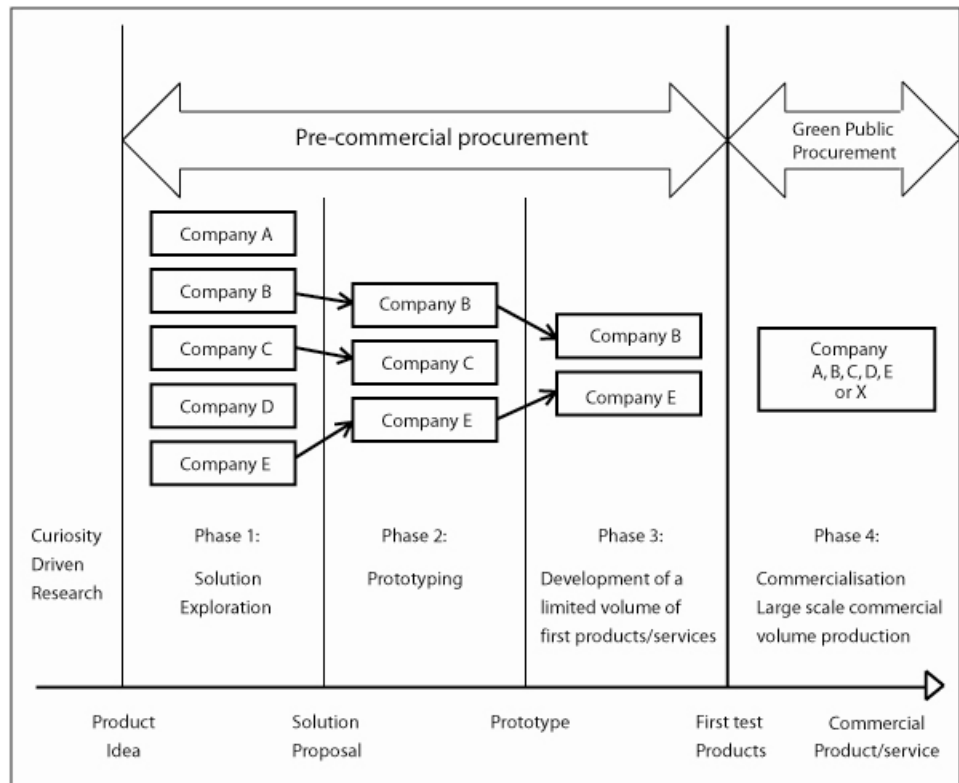 Pre-commercial procurement
Green Public
Procurement
Company A
Company B
Company C
Company D
Company E
Company B
Company C
Company E
Company B
Company E
Company
A, B, C, D, E
or X
Curiosity
Driven
Research
Phase 1:
Solution
Exploration
Phase 2:
Prototyping
Phase 3:
Development of a
limited volume of
first products/services
Phase 4:
Commercialisation
Large scale commercial
volume production
Product
Idea
Solution
Proposal
Prototype
First test
Products
Commercial
Product/service